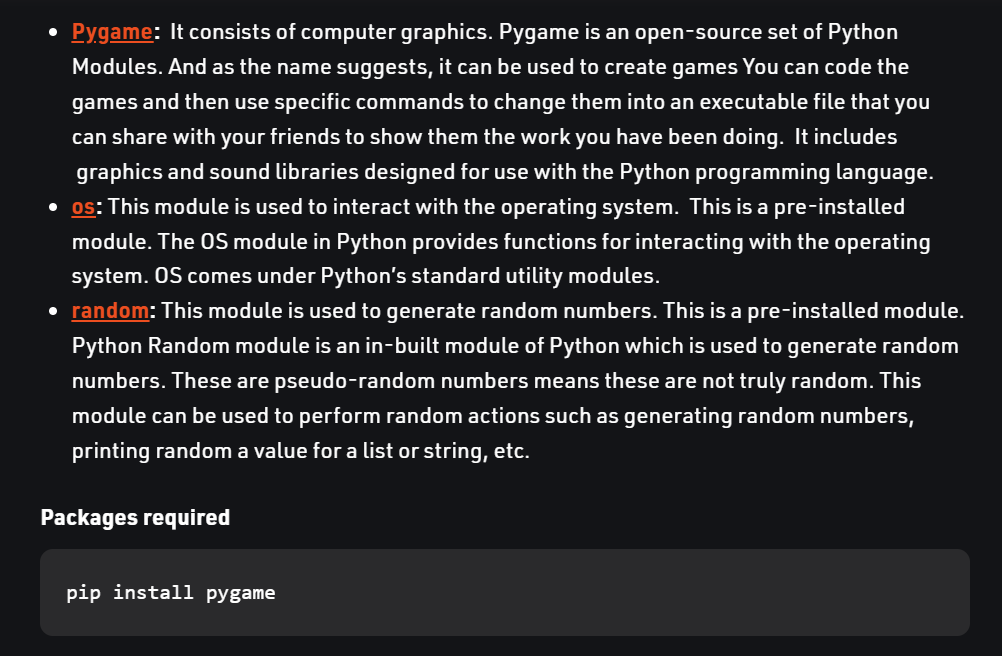 • Pygame: It consists of computer graphics. Pygame is an open-source set of Python
Modules. And as the name suggests, it can be used to create games You can code the
games and then use specific commands to change them into an executable file that you
can share with your friends to show them the work you have been doing. It includes
graphics and sound libraries designed for use with the Python programming language.
• os: This module is used to interact with the operating system. This is a pre-installed
module. The OS module in Python provides functions for interacting with the operating
system. OS comes under Python's standard utility modules.
• random: This module is used to generate random numbers. This is a pre-installed module.
Python Random module is an in-built module of Python which is used to generate random
numbers. These are pseudo-random numbers means these are not truly random. This
module can be used to perform random actions such as generating random numbers,
printing random a value for a list or string, etc.
Packages required
pip install pygame